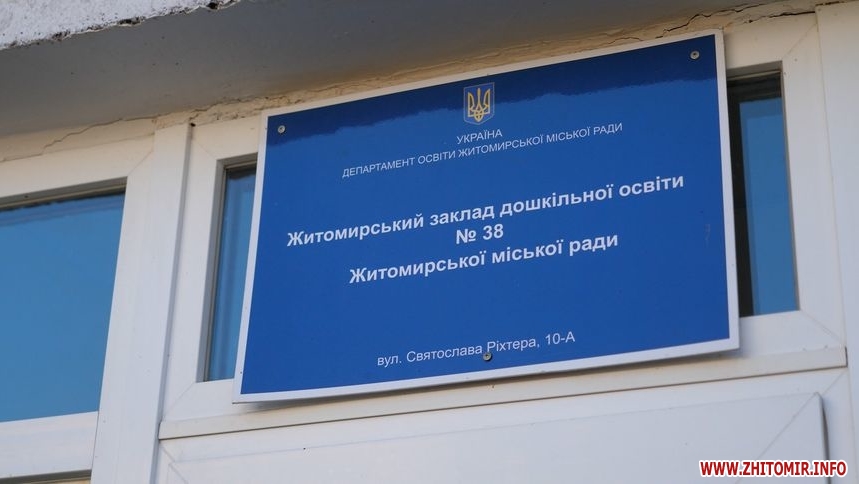 УКРАЇНА
ДЕПАРТАМЕНТ ОСВІТИ ЖИТОМИРСЬКОЇ МІСЬКОЇ РАДИ
Житомирський заклад дошкільної освіти
№ 38
Житомирської міської ради
вул. Святослава Ріхтера, 10-А
WWW.ZHITOMIR.INFO